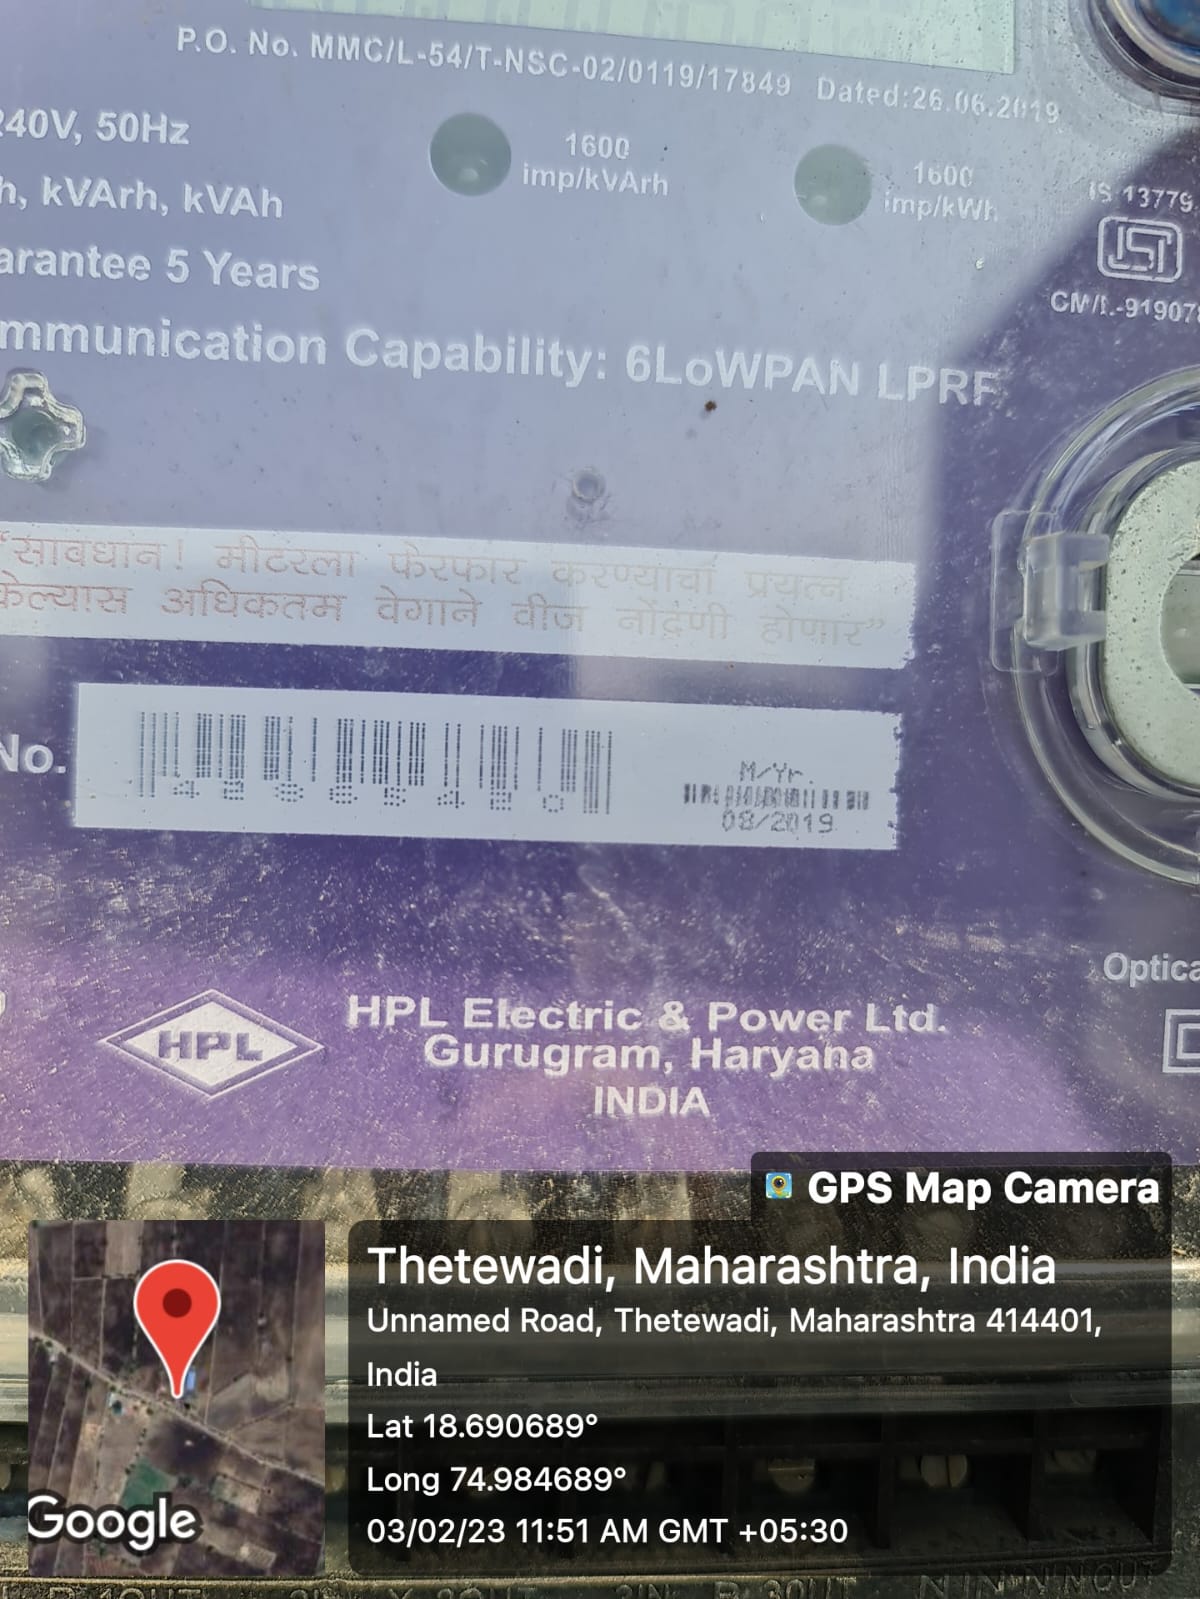 P.O. No. MMC/L-54/T-NSC-02/0119/17849 Dated:26.06.2019
240V, 50Hz
1600
imp/kVArh
1600
imp/kWh
h, kVArh, kVAh
IS 13779
ISI
arantee 5 Years
CM/L-91907
mmunication Capability: 6LoWPAN LPRF
“सावधान! मीटरला फेरफार करण्याचा प्रयत्न
केल्यास अधिकतम वेगाने वीज नोंदणी होणार”
No.
M/Yr.
08/2019
Optica
HPL
HPL Electric & Power Ltd.
Gurugram, Haryana
INDIA
GPS Map Camera
Thetewadi, Maharashtra, India
Unnamed Road, Thetewadi, Maharashtra 414401,
India
Lat 18.690689°
Long 74.984689°
03/02/23 11:51 AM GMT +05:30
Google